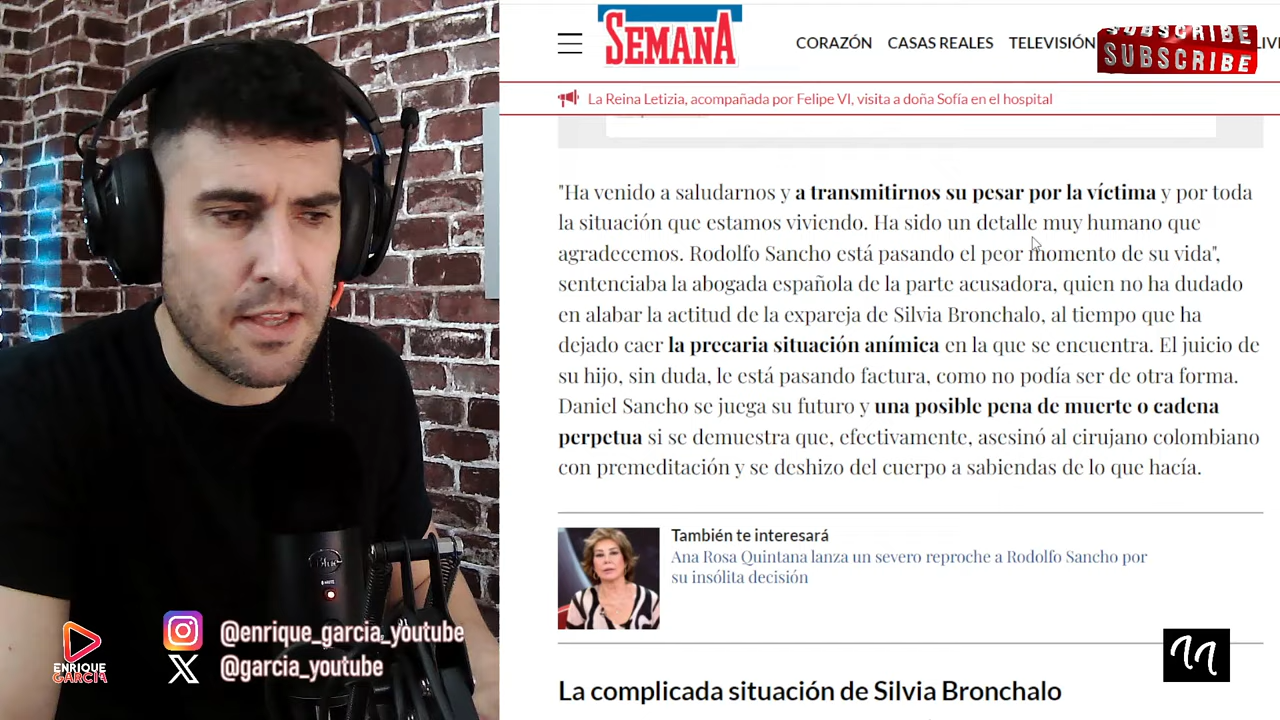 SEMANA
CORAZÓN CASAS REALES TELEVISIÓN
SUBSCRIBE
SUBSCRIBE
La Reina Letizia, acompañada por Felipe VI, visita a doña Sofía en el hospital
"Ha venido a saludarnos y a transmitirnos su pesar por la víctima y por toda
la situación que estamos viviendo. Ha sido un detalle muy humano que
agradecemos. Rodolfo Sancho está pasando el peor momento de su vida",
sentenciaba la abogada española de la parte acusadora, quien no ha dudado
en alabar la actitud de la expareja de Silvia Bronchalo, al tiempo que ha
dejado caer la precaria situación anímica en la que se encuentra. El juicio de
su hijo, sin duda, le está pasando factura, como no podía ser de otra forma.
Daniel Sancho se juega su futuro y una posible pena de muerte o cadena
perpetua si se demuestra que, efectivamente, asesinó al cirujano colombiano
con premeditación y se deshizo del cuerpo a sabiendas de lo que hacía.
También te interesará
Ana Rosa Quintana lanza un severo reproche a Rodolfo Sancho por
su insólita decisión
La complicada situación de Silvia Bronchalo
Blue
@enrique_garcia_youtube
@garcia_youtube
ENRIQUE
GARCIA